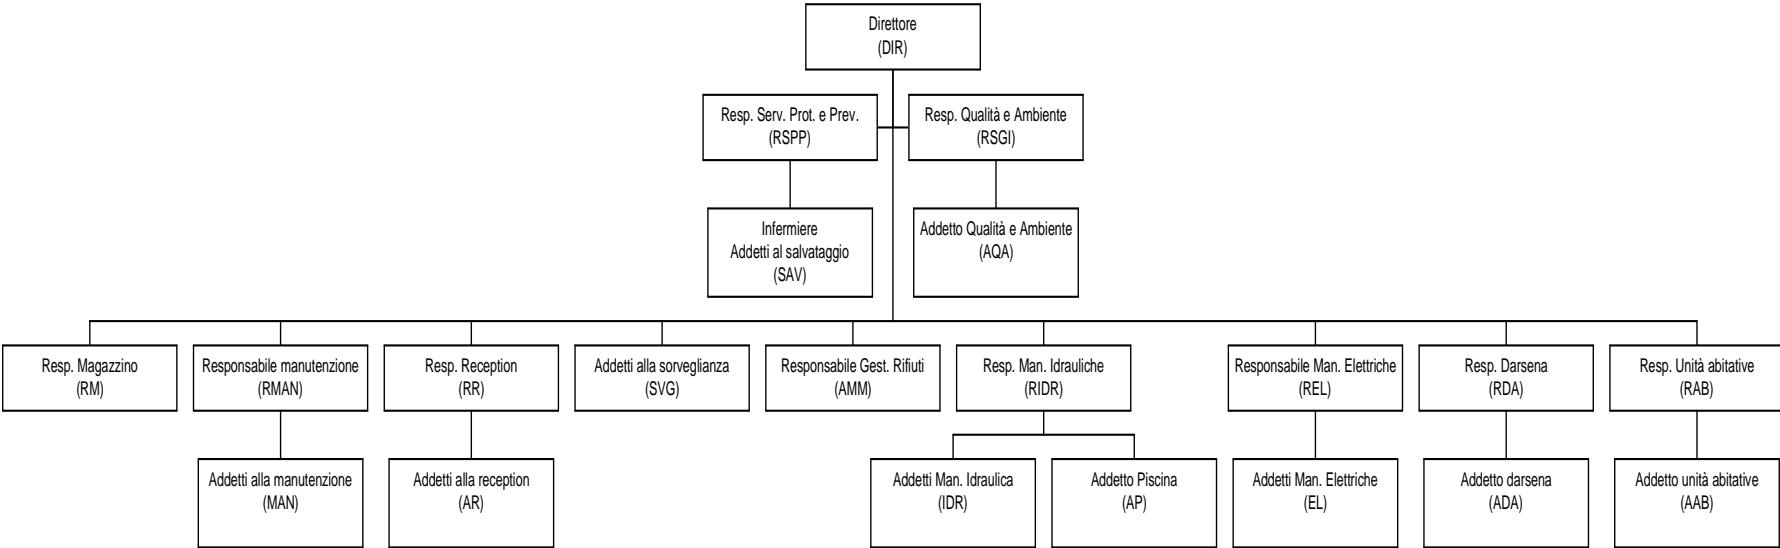 Direttore
(DIR)
Resp. Serv. Prot. e Prev.
(RSPP)
Resp. Qualità e Ambiente
(RSGI)
Infermiere
Addetti al salvataggio
(SAV)
Addetto Qualità e Ambiente
(AQA)
Resp. Magazzino
(RM)
Responsabile manutenzione
(RMAN)
Resp. Reception
(RR)
Addetti alla sorveglianza
(SVG)
Responsabile Gest. Rifiuti
(AMM)
Resp. Man. Idrauliche
(RIDR)
Responsabile Man. Elettriche
(REL)
Resp. Darsena
(RDA)
Resp. Unità abitative
(RAB)
Addetti alla manutenzione
(MAN)
Addetti alla reception
(AR)
Addetti Man. Idraulica
(IDR)
Addetto Piscina
(AP)
Addetti Man. Elettriche
(EL)
Addetto darsena
(ADA)
Addetto unità abitative
(AAB)